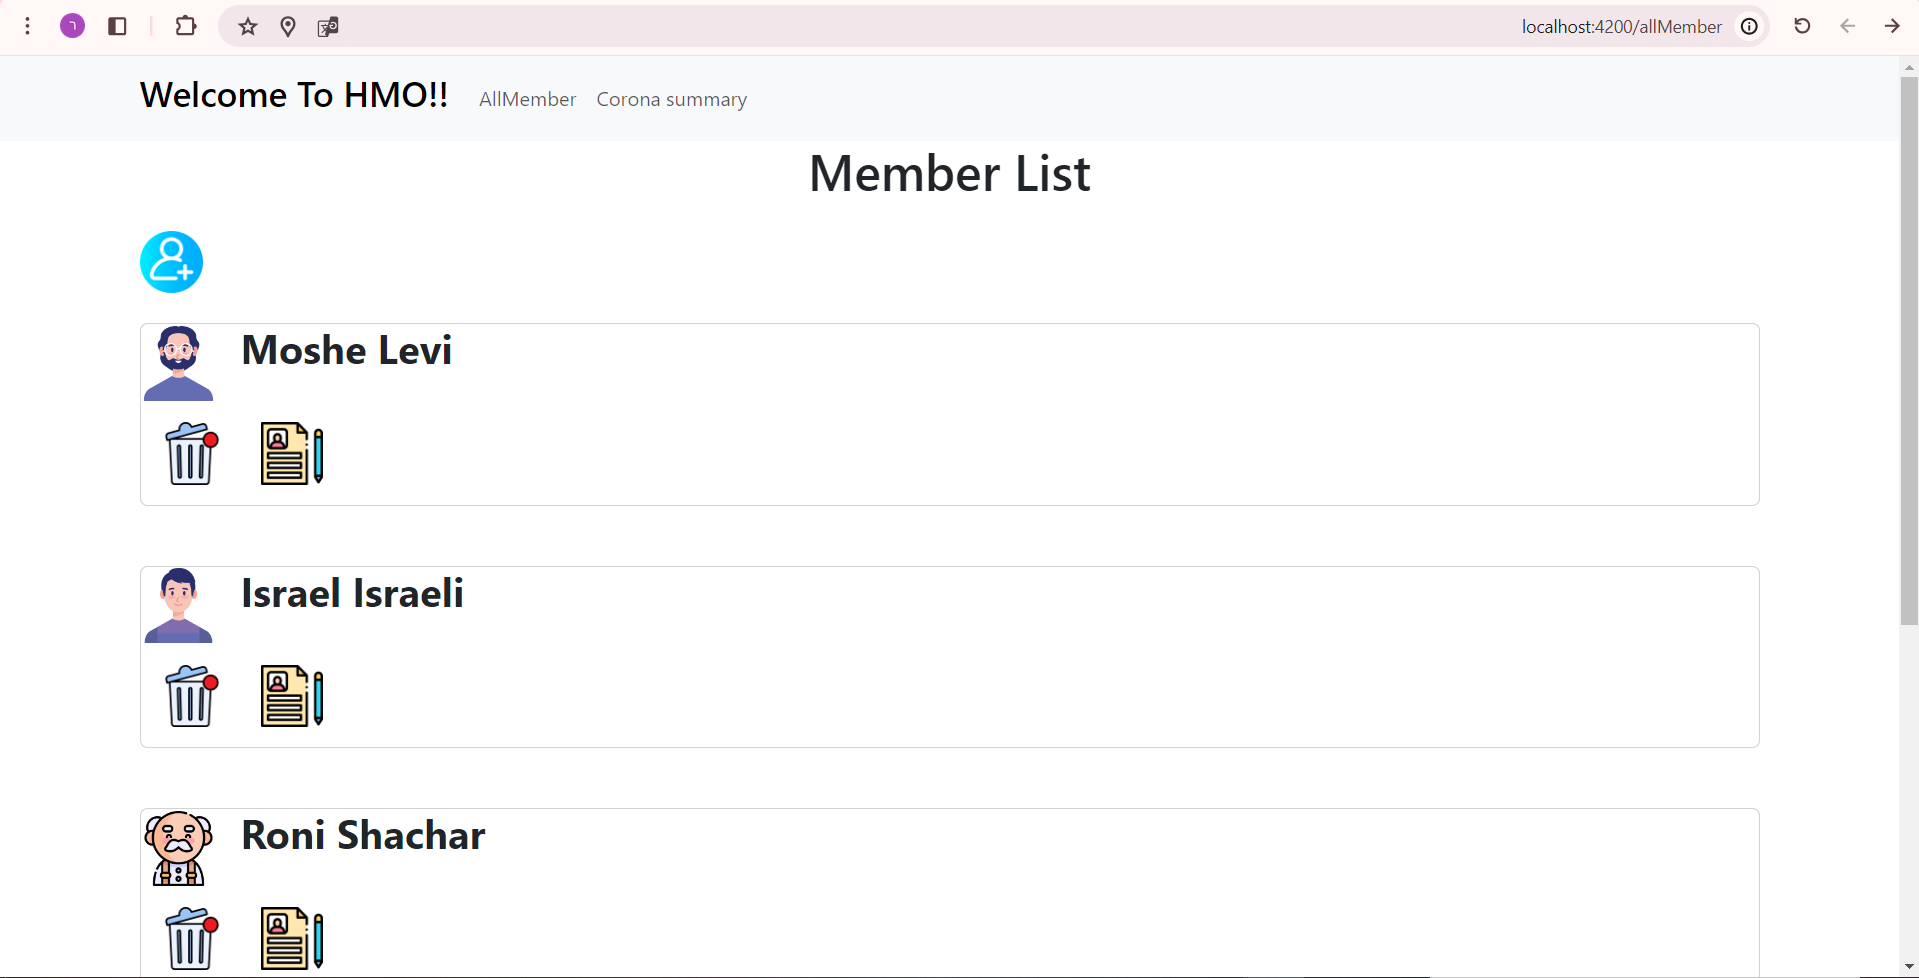 ר
localhost:4200/allMember
Welcome To HMO!! AllMember Corona summary
Member List
Moshe Levi
Israel Israeli
Roni Shachar